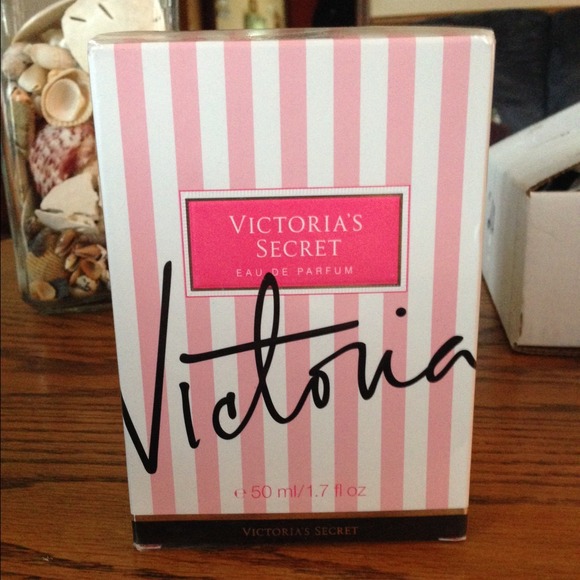 VICTORIA'S
SECRET
EAU DE PARFUM
Victoria
e 50 ml/1.7 fl oz
VICTORIA'S SECRET